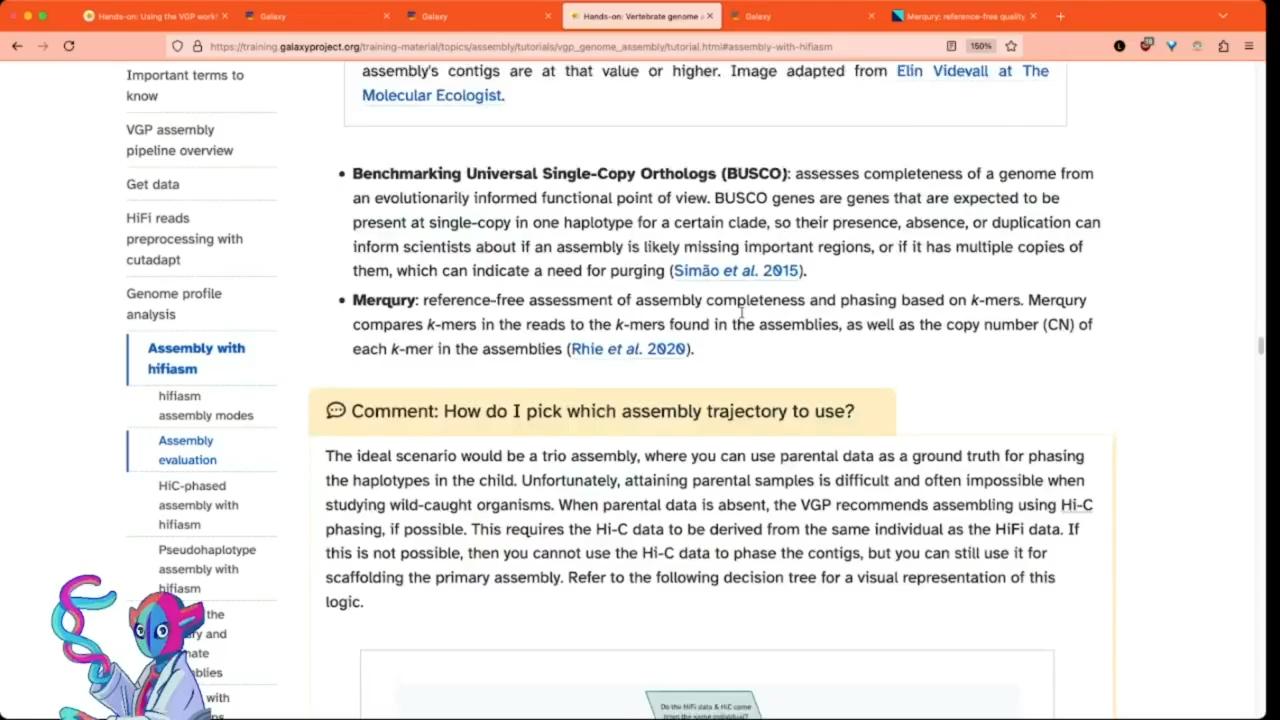 Hands-on: Using the VGP work
Galaxy
Galaxy
Hands-on: Vertebrate genome
Galaxy
Merqury: reference-free quality
https://training.galaxyproject.org/training-material/topics/assembly/tutorials/vgp_genome_assembly/tutorial.html#assembly-with-hifiasm
150%
Important terms to
know
VGP assembly
pipeline overview
Get data
HiFi reads
preprocessing with
cutadapt
Genome profile
analysis
Assembly with
hifiasm
hifiasm
assembly modes
Assembly
evaluation
HiC-phased
assembly with
hifiasm
Pseudohaplotype
assembly with
hifiasm
the
and
with
assembly's contigs are at that value or higher. Image adapted from Elin Videvall at The
Molecular Ecologist.
• Benchmarking Universal Single-Copy Orthologs (BUSCO): assesses completeness of a genome from
an evolutionarily informed functional point of view. BUSCO genes are genes that are expected to be
present at single-copy in one haplotype for a certain clade, so their presence, absence, or duplication can
inform scientists about if an assembly is likely missing important regions, or if it has multiple copies of
them, which can indicate a need for purging (Simão et al. 2015).
• Merqury: reference-free assessment of assembly completeness and phasing based on k-mers. Merqury
compares k-mers in the reads to the k-mers found in the assemblies, as well as the copy number (CN) of
each k-mer in the assemblies (Rhie et al. 2020).
Comment: How do I pick which assembly trajectory to use?
The ideal scenario would be a trio assembly, where you can use parental data as a ground truth for phasing
the haplotypes in the child. Unfortunately, attaining parental samples is difficult and often impossible when
studying wild-caught organisms. When parental data is absent, the VGP recommends assembling using Hi-C
phasing, if possible. This requires the Hi-C data to be derived from the same individual as the HiFi data. If
this is not possible, then you cannot use the Hi-C data to phase the contigs, but you can still use it for
scaffolding the primary assembly. Refer to the following decision tree for a visual representation of this
logic.
Do the HiFi data & HiC come
from the same individual?